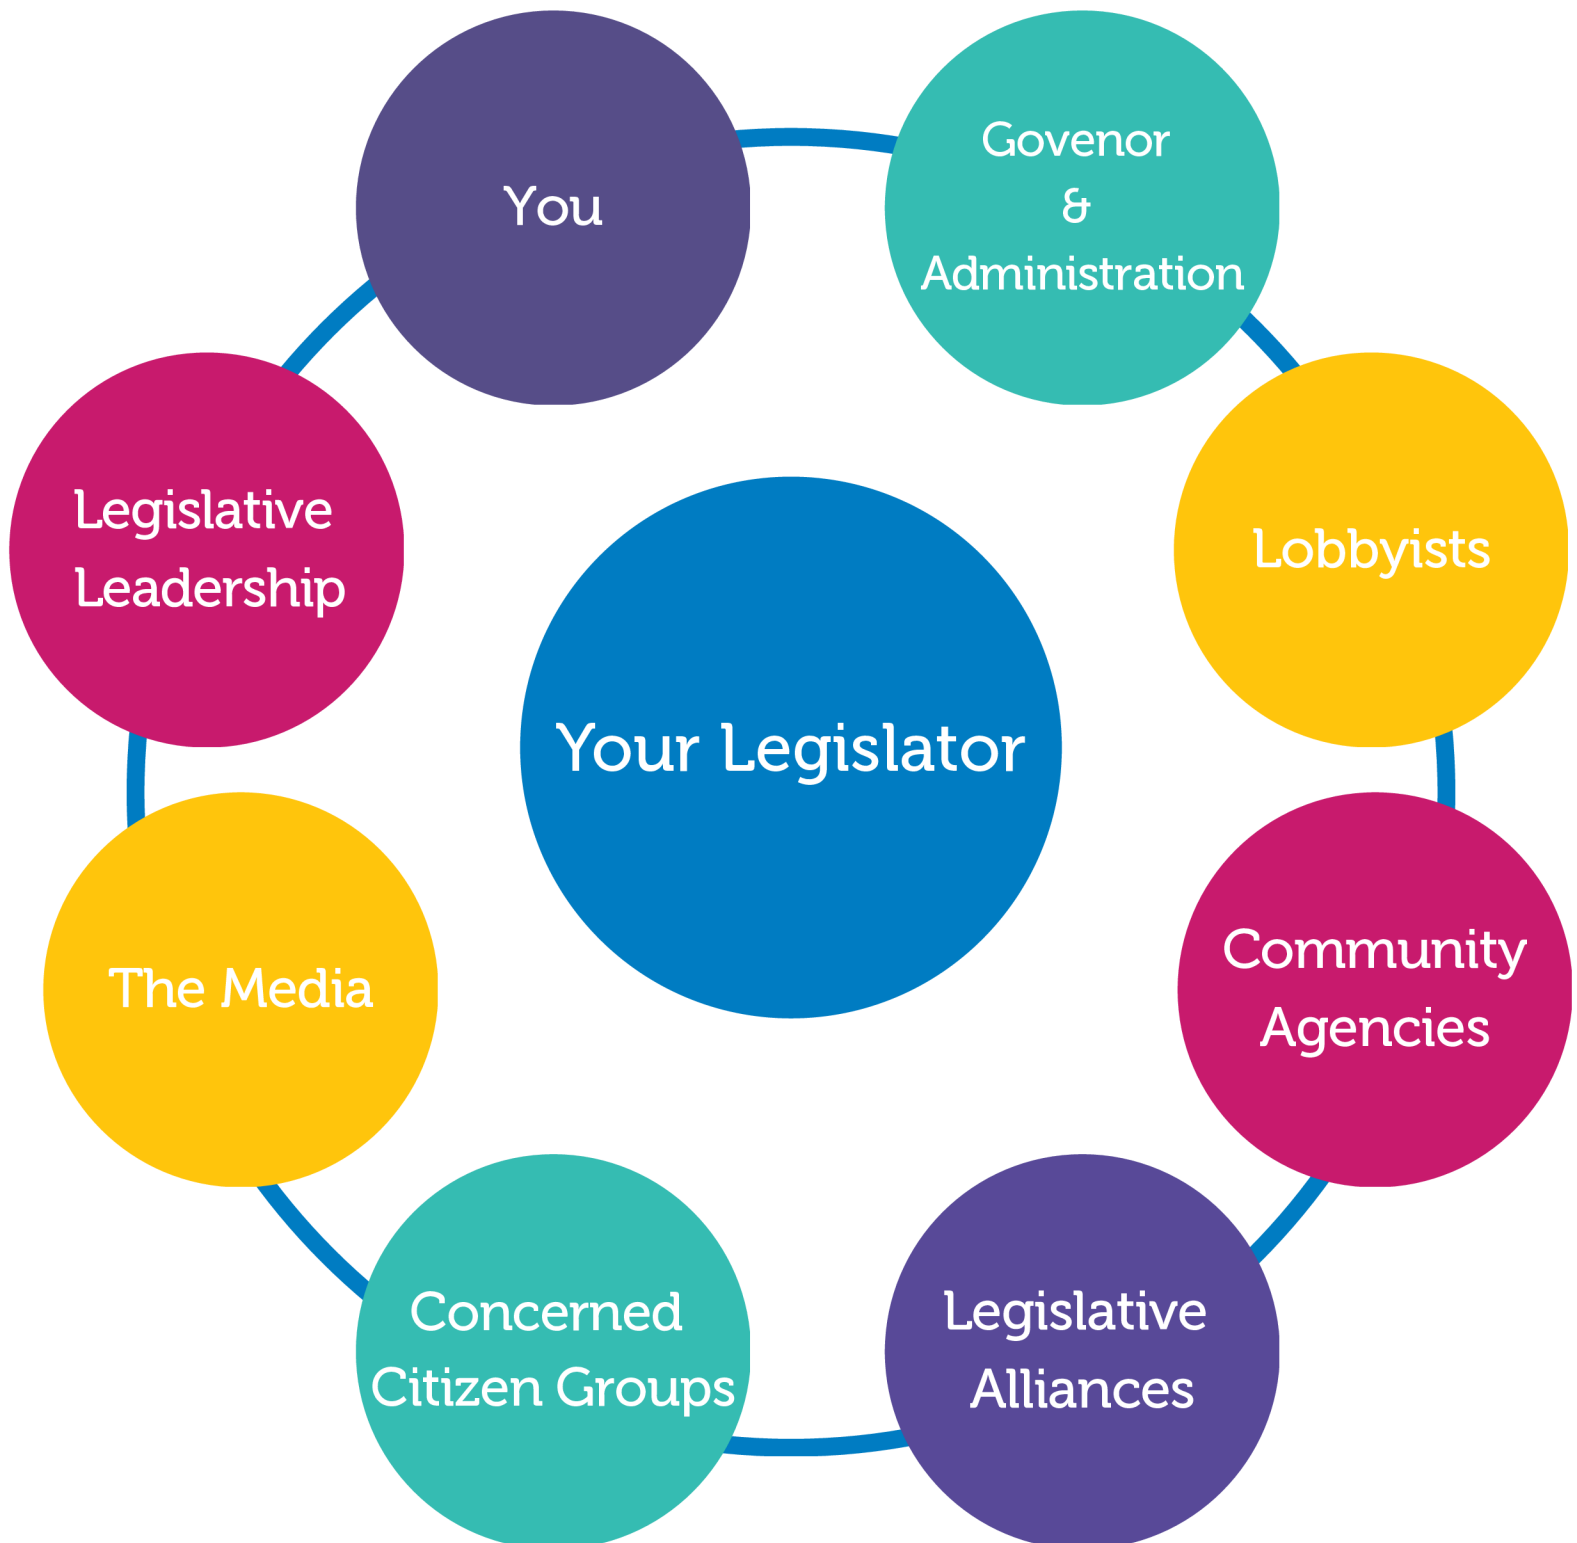 You
Govenor
&
Administration
Legislative
Leadership
Lobbyists
Your Legislator
The Media
Community
Agencies
Concerned
Citizen Groups
Legislative
Alliances